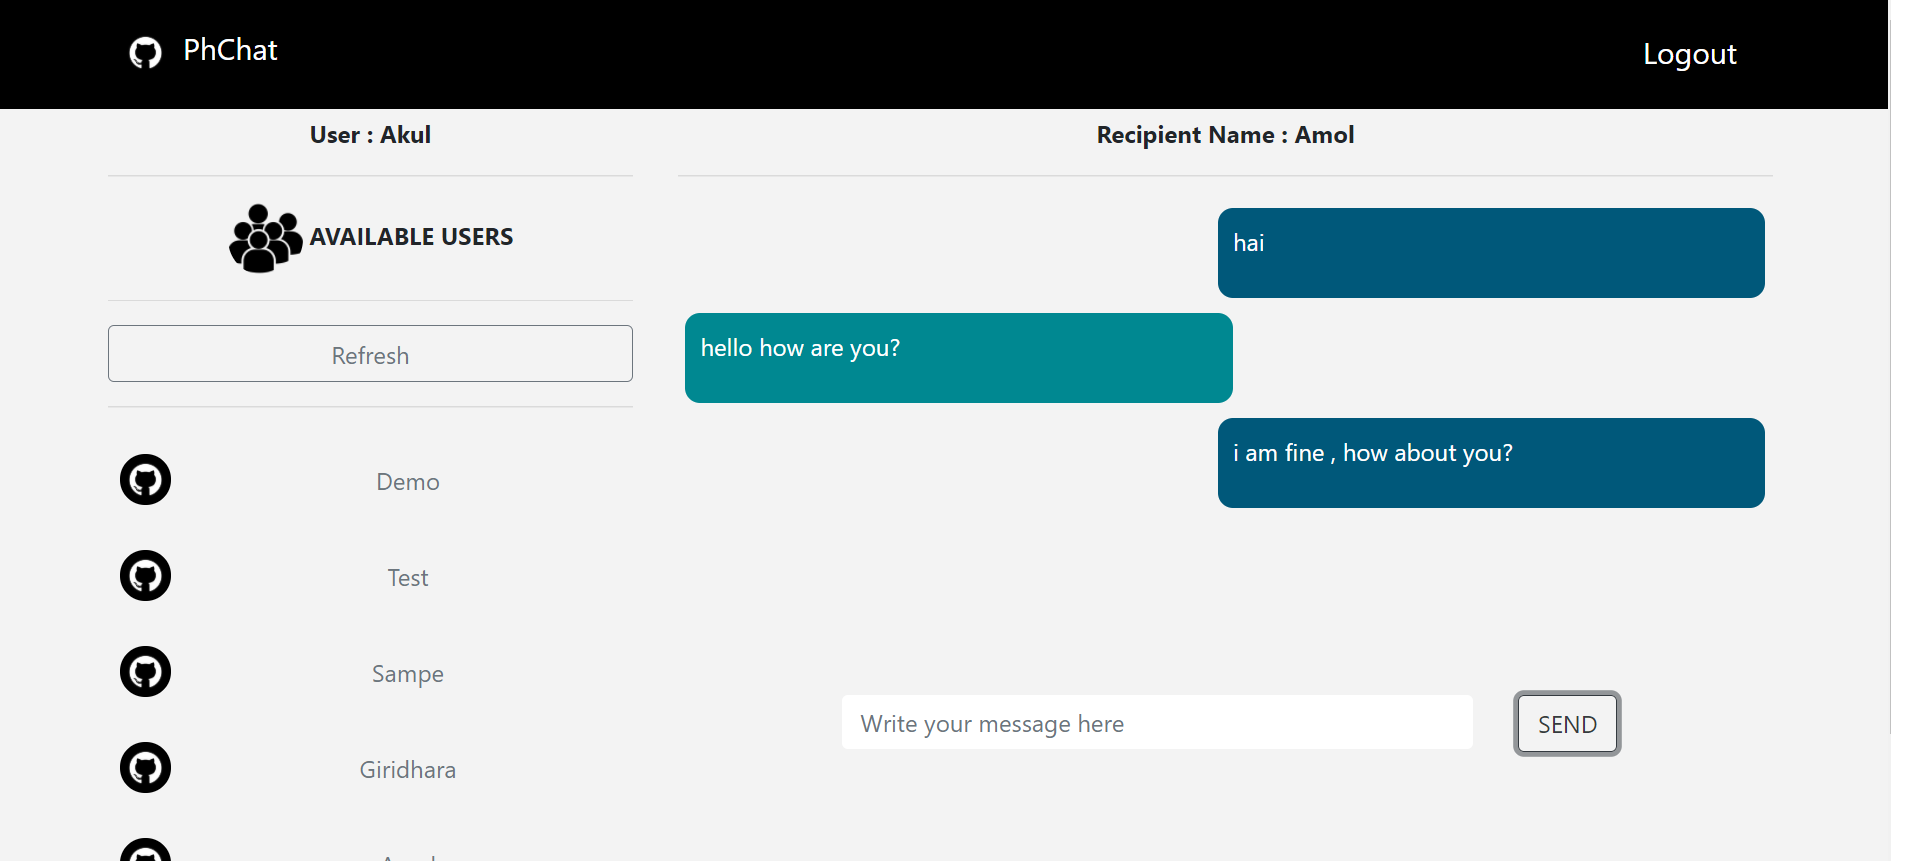 PhChat
Logout
User : Akul
AVAILABLE USERS
Refresh
Demo
Test
Sampe
Giridhara
Recipient Name : Amol
hai
hello how are you?
i am fine , how about you?
Write your message here
SEND